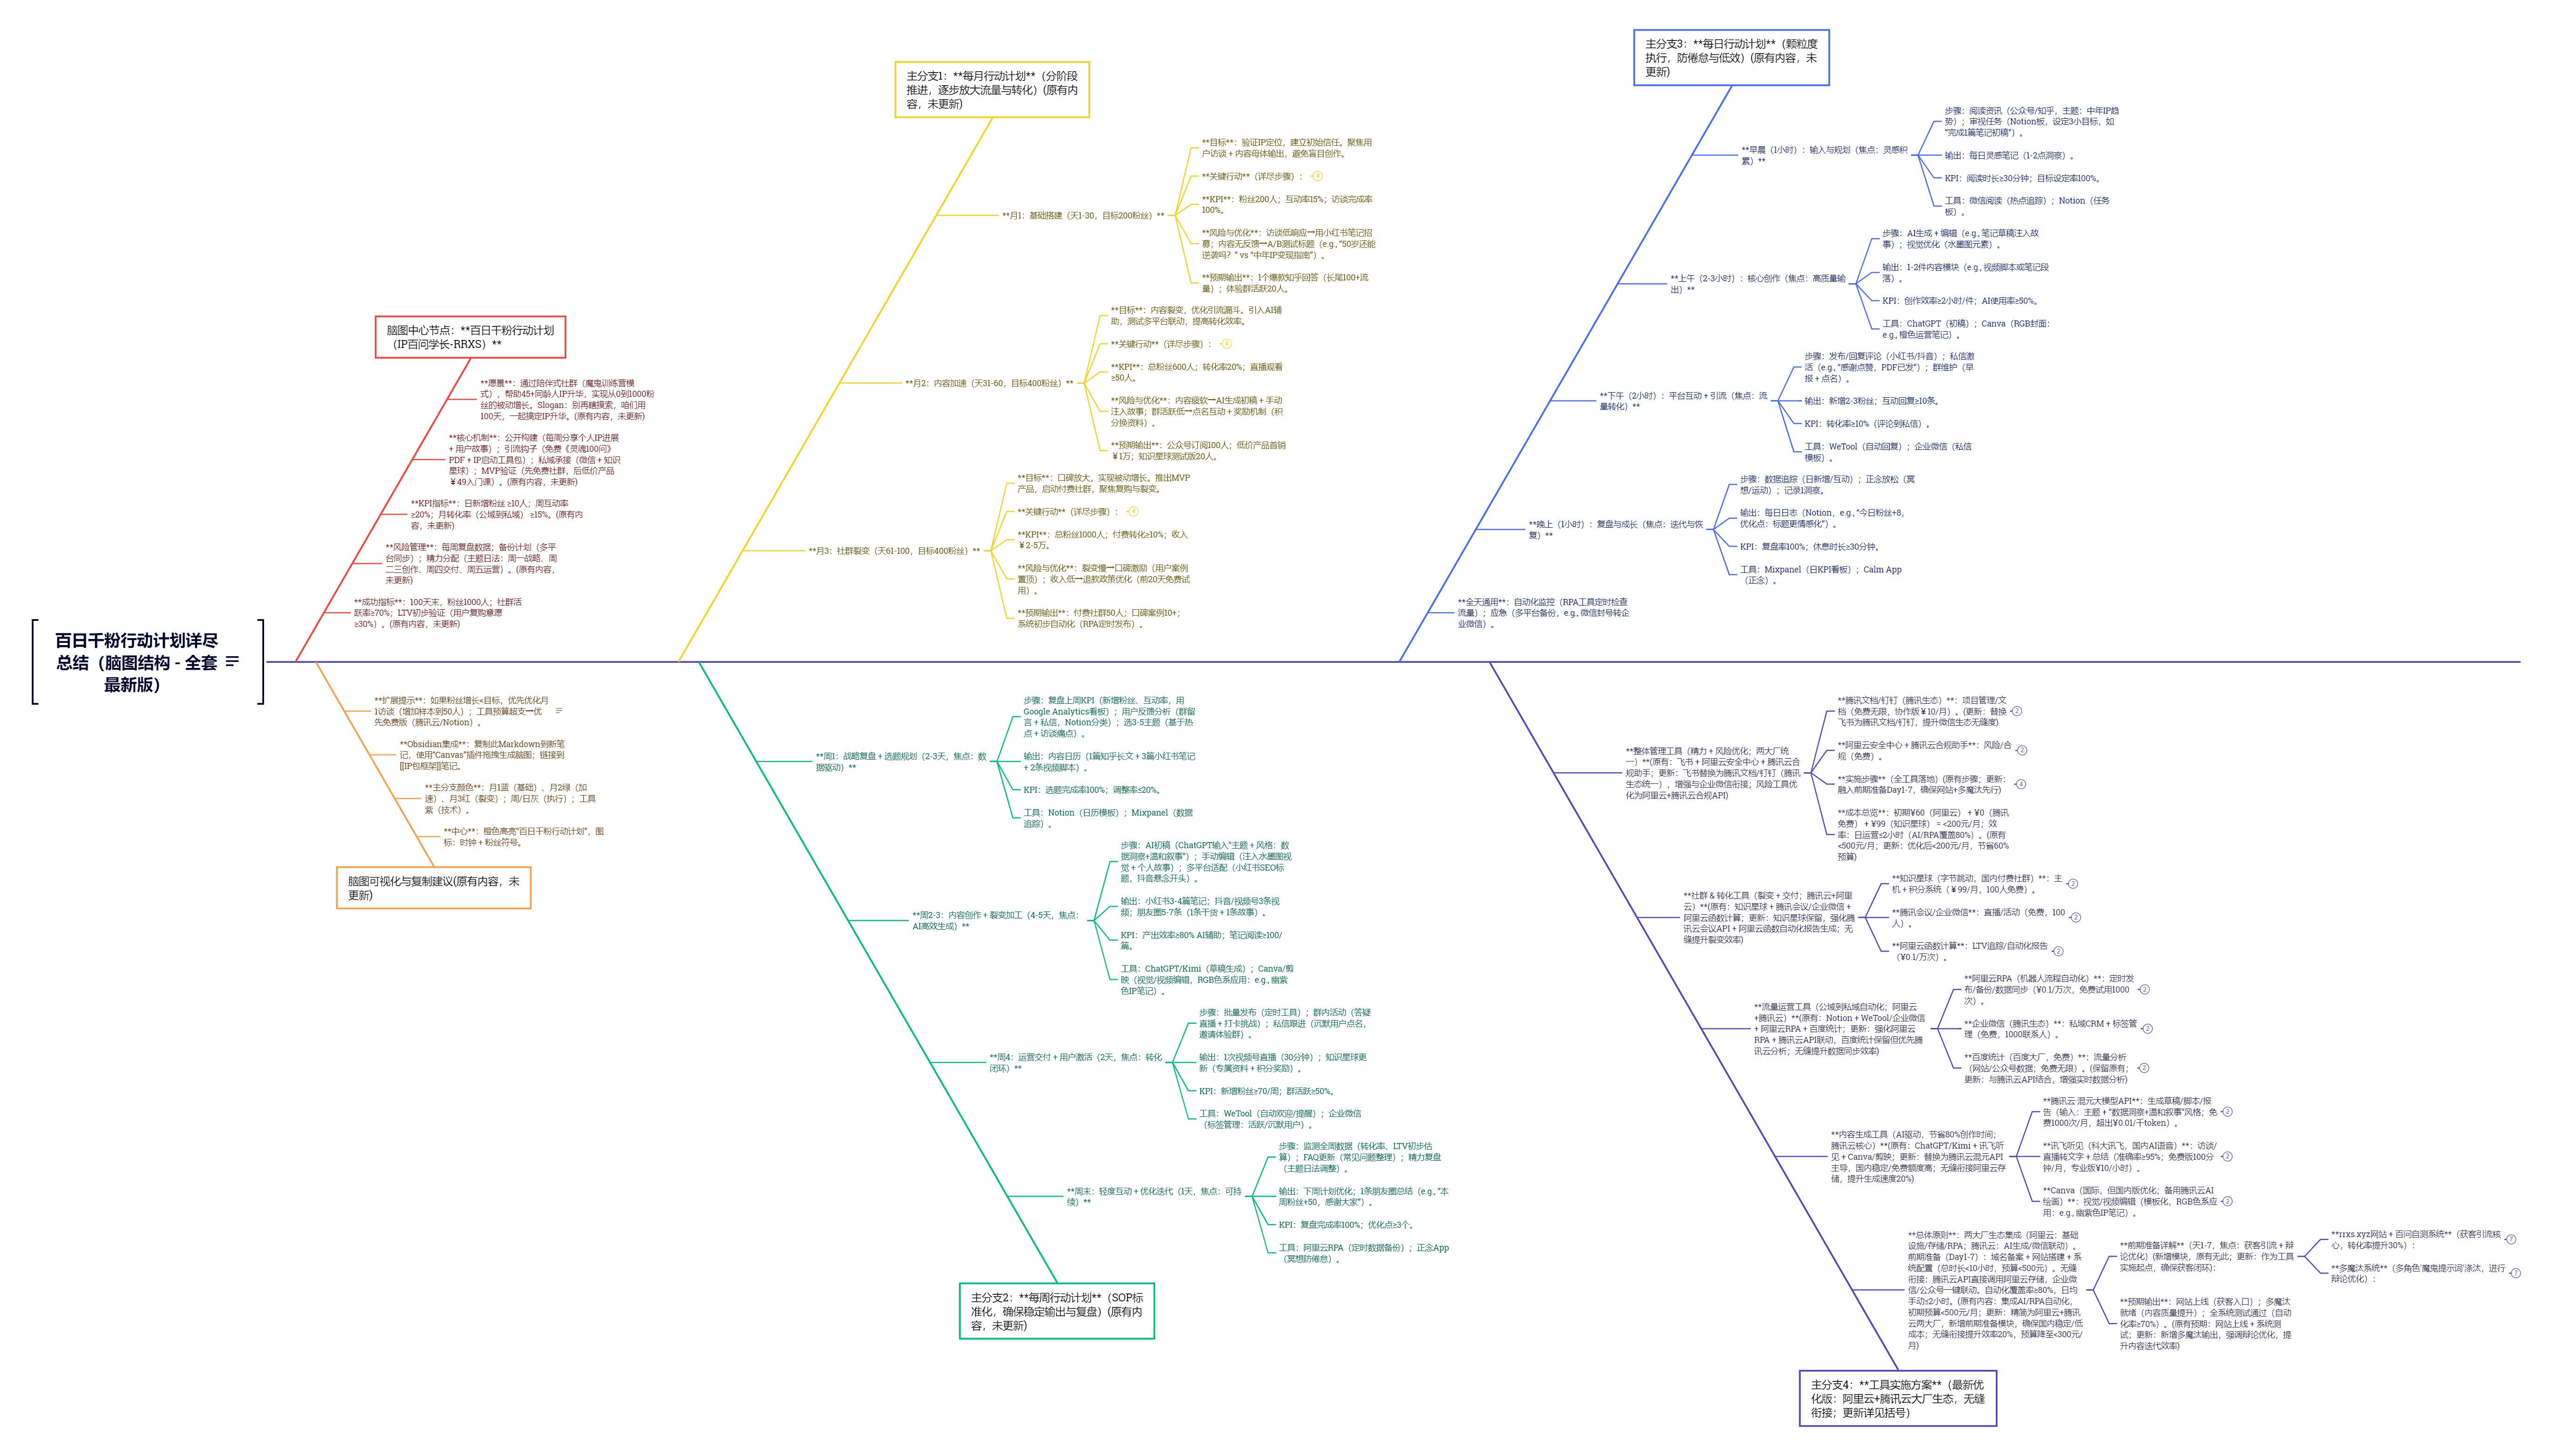 百日千粉行动计划详尽
总结（脑图结构 - 全套
最新版）
脑图中心节点：**百日千粉行动计划
（IP百问学长-RRXS）**
**愿景**：通过陪伴式社群（魔鬼训练营模
式），帮助45+同龄人IP升华，实现从0到1000粉
丝的被动增长。Slogan：别再瞎摸索，咱们用
100天，一起搞定IP升华。(原有内容，未更新)
**核心机制**：公开构建（每周分享个人IP进展
+ 用户故事）；引流钩子（免费《灵魂100问》
PDF + IP启动工具包）；私域承接（微信 + 知识
星球）；MVP验证（先免费社群，后低价产品
￥49入门课）。(原有内容，未更新)
**KPI指标**：日新增粉丝 ≥10人；周互动率
≥20%；月转化率（公域到私域） ≥15%。(原有内
容，未更新)
**风险管理**：每周复盘数据；备份计划（多平
台同步）；精力分配（主题日法：周一战略、周
二三创作、周四交付、周五运营）。(原有内容，
未更新)
**成功指标**：100天末，粉丝1000人；社群活
跃率≥70%；LTV初步验证（用户复购意愿
≥30%）。(原有内容，未更新)
**扩展提示**：如果粉丝增长<目标，优先优化月
1访谈（增加样本到50人）；工具预算超支→优
先免费版（腾讯云/Notion）。
**Obsidian集成**：复制此Markdown到新笔
记，使用"Canvas"插件拖拽生成脑图；链接到
[[IP包框架]]笔记。
**主分支颜色**：月1蓝（基础）、月2绿（加
速）、月3红（裂变）；周/日灰（执行）；工具
紫（技术）。
**中心**：橙色高亮"百日千粉行动计划"，图
标：时钟 + 粉丝符号。
脑图可视化与复制建议(原有内容，未
更新)
主分支1：**每月行动计划**（分阶段
推进，逐步放大流量与转化）(原有内
容，未更新)
**月1：基础搭建（天1-30，目标200粉丝）**
**目标**：验证IP定位，建立初始信任。聚焦用
户访谈 + 内容母体输出，避免盲目创作。
**关键行动**（详尽步骤）：
4
**KPI**：粉丝200人；互动率15%；访谈完成率
100%。
**风险与优化**：访谈低响应→用小红书笔记招
募；内容无反馈→A/B测试标题（e.g., "50岁还能
逆袭吗？" vs "中年IP变现指南"）。
**预期输出**：1个爆款知乎回答（长尾100+流
量）；体验群活跃20人。
**月2：内容加速（天31-60，目标400粉丝）**
**目标**：内容裂变，优化引流漏斗。引入AI辅
助，测试多平台联动，提高转化效率。
**关键行动**（详尽步骤）：
4
**KPI**：总粉丝600人；转化率20%；直播观看
≥50人。
**风险与优化**：内容疲软→AI生成初稿 + 手动
注入故事；群活跃低→点名互动 + 奖励机制（积
分换资料）。
**预期输出**：公众号订阅100人；低价产品首销
￥1万；知识星球测试版20人。
**月3：社群裂变（天61-100，目标400粉丝）**
**目标**：口碑放大，实现被动增长。推出MVP
产品，启动付费社群，聚焦复购与裂变。
**关键行动**（详尽步骤）：
4
**KPI**：总粉丝1000人；付费转化≥10%；收入
￥2-5万。
**风险与优化**：裂变慢→口碑激励（用户案例
置顶）；收入低→退款政策优化（前20天免费试
用）。
**预期输出**：付费社群50人；口碑案例10+；
系统初步自动化（RPA定时发布）。
**周1：战略复盘 + 选题规划（2-3天，焦点：数
据驱动）**
步骤：复盘上周KPI（新增粉丝、互动率，用
Google Analytics看板）；用户反馈分析（群留
言 + 私信，Notion分类）；选3-5主题（基于热
点 + 访谈痛点）。
输出：内容日历（1篇知乎长文 + 3篇小红书笔记
+ 2条视频脚本）。
KPI：选题完成率100%；调整率≤20%。
工具：Notion（日历模板）；Mixpanel（数据
追踪）。
**周2-3：内容创作 + 裂变加工（4-5天，焦点：
AI高效生成）**
步骤：AI初稿（ChatGPT输入"主题 + 风格：数
据洞察+温和叙事"）；手动编辑（注入水墨图视
觉 + 个人故事）；多平台适配（小红书SEO标
题，抖音悬念开头）。
输出：小红书3-4篇笔记；抖音/视频号3条视
频；朋友圈5-7条（1条干货 + 1条故事）。
KPI：产出效率≥80% AI辅助；笔记阅读≥100/
篇。
工具：ChatGPT/Kimi（草稿生成）；Canva/剪
映（视觉/视频编辑，RGB色系应用：e.g., 幽紫
色IP笔记）。
**周4：运营交付 + 用户激活（2天，焦点：转化
闭环）**
步骤：批量发布（定时工具）；群内活动（答疑
直播 + 打卡挑战）；私信跟进（沉默用户点名，
邀请体验群）。
输出：1次视频号直播（30分钟）；知识星球更
新（专属资料 + 积分奖励）。
KPI：新增粉丝≥70/周；群活跃≥50%。
工具：WeTool（自动欢迎/提醒）；企业微信
（标签管理：活跃/沉默用户）。
**周末：轻度互动 + 优化迭代（1天，焦点：可持
续）**
步骤：监测全周数据（转化率、LTV初步估
算）；FAQ更新（常见问题整理）；精力复盘
（主题日法调整）。
输出：下周计划优化；1条朋友圈总结（e.g., "本
周粉丝+50，感谢大家"）。
KPI：复盘完成率100%；优化点≥3个。
工具：阿里云RPA（定时数据备份）；正念App
（冥想防倦怠）。
主分支2：**每周行动计划**（SOP标
准化，确保稳定输出与复盘）(原有内
容，未更新)
主分支3：**每日行动计划**（颗粒度
执行，防倦怠与低效）(原有内容，未
更新)
**早晨（1小时）：输入与规划（焦点：灵感积
累）**
步骤：阅读资讯（公众号/知乎，主题：中年IP趋
势）；审视任务（Notion板，设定3小目标，如
"完成1篇笔记初稿"）。
输出：每日灵感笔记（1-2点洞察）。
KPI：阅读时长≥30分钟；目标设定率100%。
工具：微信阅读（热点追踪）；Notion（任务
板）。
**上午（2-3小时）：核心创作（焦点：高质量输
出）**
步骤：AI生成 + 编辑（e.g., 笔记草稿注入故
事）；视觉优化（水墨图元素）。
输出：1-2件内容模块（e.g., 视频脚本或笔记段
落）。
KPI：创作效率≥2小时/件；AI使用率≥50%。
工具：ChatGPT（初稿）；Canva（RGB封面：
e.g., 橙色运营笔记）。
**下午（2小时）：平台互动 + 引流（焦点：流
量转化）**
步骤：发布/回复评论（小红书/抖音）；私信激
活（e.g., "感谢点赞，PDF已发"）；群维护（早
报 + 点名）。
输出：新增2-3粉丝；互动回复≥10条。
KPI：转化率≥10%（评论到私信）。
工具：WeTool（自动回复）；企业微信（私信
模板）。
**晚上（1小时）：复盘与成长（焦点：迭代与恢
复）**
步骤：数据追踪（日新增/互动）；正念放松（冥
想/运动）；记录1洞察。
输出：每日日志（Notion，e.g., "今日粉丝+8，
优化点：标题更情感化"）。
KPI：复盘率100%；休息时长≥30分钟。
工具：Mixpanel（日KPI看板）；Calm App
（正念）。
**全天通用：自动化监控（RPA工具定时检查
流量）；应急（多平台备份，e.g., 微信封号转企
业微信）。
**整体管理工具（精力 + 风险优化；两大厂统
一）**(原有：飞书 + 阿里云安全中心 + 腾讯云合
规助手；更新：飞书替换为腾讯文档/钉钉（腾讯
生态统一），增强与企业微信衔接；风险工具优
化为阿里云+腾讯云合规API)
**腾讯文档/钉钉（腾讯生态）**：项目管理/文
档（免费无限，协作版￥10/月）。(更新：替换
飞书为腾讯文档/钉钉，提升微信生态无缝度)
2
**阿里云安全中心 + 腾讯云合规助手**：风险/合
规（免费）。
2
**实施步骤**（全工具落地）(原有步骤；更新：
融入前期准备Day1-7，确保网站+多魔汰先行)
4
**成本总览**：初期¥60（阿里云） + ¥0（腾讯
免费） + ¥99（知识星球） = <200元/月；效
率：日运营≤2小时（AI/RPA覆盖80%）。(原有
<500元/月；更新：优化后<200元/月，节省60%
预算)
**社群 & 转化工具（裂变 + 交付；腾讯云+阿里
云）**(原有：知识星球 + 腾讯会议/企业微信 +
阿里云函数计算；更新：知识星球保留，强化腾
讯云会议API + 阿里云函数自动化报告生成；无
缝提升裂变效率)
**知识星球（字节跳动，国内付费社群）**：主
机 + 积分系统（￥99/月，100人免费）。
2
**腾讯会议/企业微信**：直播/活动（免费，100
人）。
2
**阿里云函数计算**：LTV追踪/自动化报告
（¥0.1/万次）。
2
**流量运营工具（公域到私域自动化；阿里云
+腾讯云）**(原有：Notion + WeTool/企业微信
+ 阿里云RPA + 百度统计；更新：强化阿里云
RPA + 腾讯云API联动，百度统计保留但优先腾
讯云分析；无缝提升数据同步效率)
**阿里云RPA（机器人流程自动化）**：定时发
布/备份/数据同步（¥0.1/万次，免费试用1000
次）。
2
**企业微信（腾讯生态）**：私域CRM + 标签管
理（免费，1000联系人）。
2
**百度统计（百度大厂，免费）**：流量分析
（网站/公众号数据；免费无限）。(保留原有；
更新：与腾讯云API结合，增强实时数据分析)
2
**内容生成工具（AI驱动，节省80%创作时间；
腾讯云核心）**(原有：ChatGPT/Kimi + 讯飞听
见 + Canva/剪映；更新：替换为腾讯云混元API
主导，国内稳定/免费额度高；无缝衔接阿里云存
储，提升生成速度20%)
**腾讯云 混元大模型API**：生成草稿/脚本/报
告（输入：主题 + "数据洞察+温和叙事"风格；免
费1000次/月，超出¥0.01/千token）。
2
**讯飞听见（科大讯飞，国内AI语音）**：访谈/
直播转文字 + 总结（准确率≥95%；免费版100分
钟/月，专业版¥10/小时）。
2
**Canva（国际，但国内版优化；备用腾讯云AI
绘画）**：视觉/视频编辑（模板化，RGB色系应
用：e.g., 幽紫色IP笔记）。
2
**总体原则**：两大厂生态集成（阿里云：基础
设施/存储/RPA；腾讯云：AI生成/微信联动）。
前期准备（Day1-7）：域名备案 + 网站搭建 + 系
统配置（总时长<10小时，预算<500元）。无缝
衔接：腾讯云API直接调用阿里云存储，企业微
信/公众号一键联动。自动化覆盖率≥80%，日均
手动≤2小时。(原有内容：集成AI/RPA自动化，
初期预算<500元/月；更新：精简为阿里云+腾讯
云两大厂，新增前期准备模块，确保国内稳定/低
成本；无缝衔接提升效率20%，预算降至<300元/
月)
**前期准备详解**（天1-7，焦点：获客引流 + 辩
论优化）(新增模块，原有无此；更新：作为工具
实施起点，确保获客闭环)：
**rrxs.xyz网站 + 百问自测系统**（获客引流核
心，转化率提升30%）：
7
**多魔汰系统**（多角色'魔鬼提示词'涤汰，进行
辩论优化）：
7
**预期输出**：网站上线（获客入口）；多魔汰
就绪（内容质量提升）；全系统测试通过（自动
化率≥70%）。(原有预期：网站上线 + 系统测
试；更新：新增多魔汰输出，强调辩论优化，提
升内容迭代效率)
主分支4：**工具实施方案**（最新优
化版：阿里云+腾讯云大厂生态，无缝
衔接；更新详见括号）